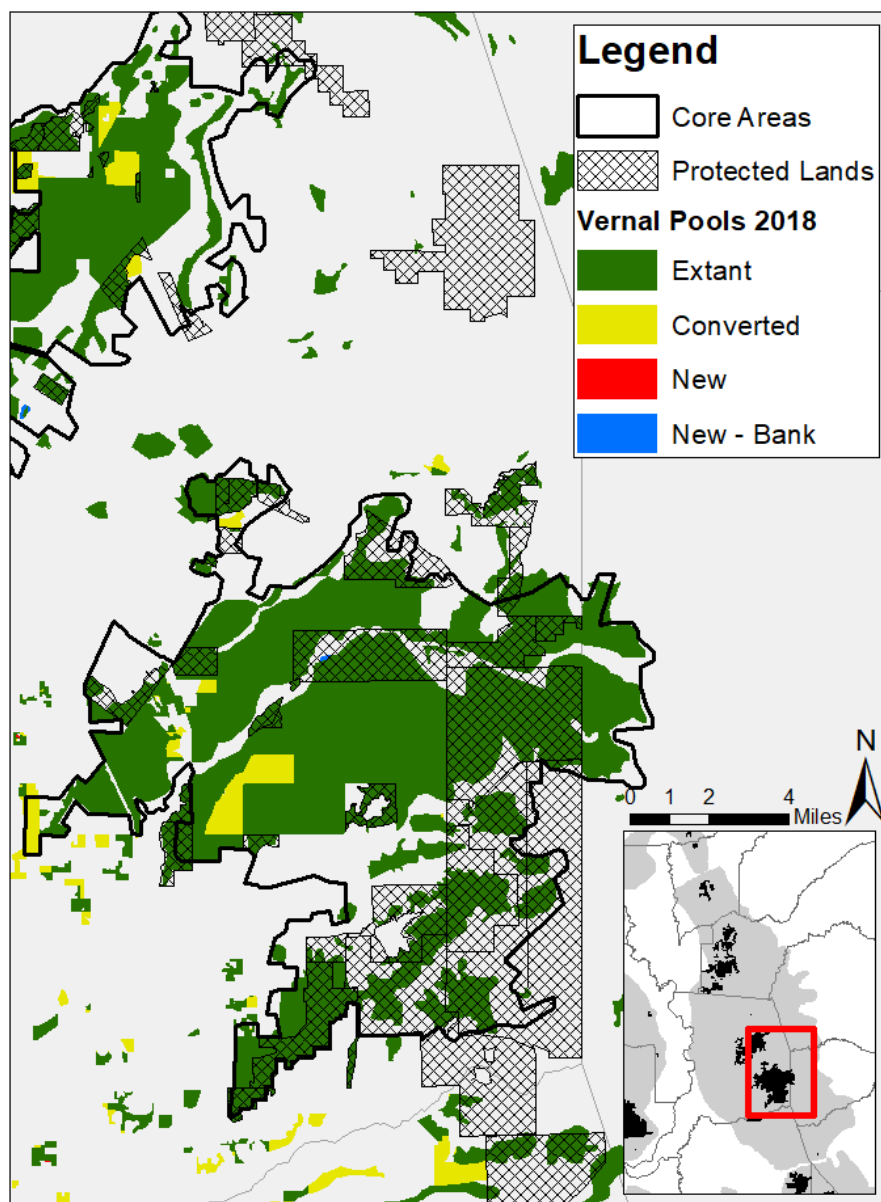 Legend
Core Areas
Protected Lands
Vernal Pools 2018
Extant
Converted
New
New - Bank
N
0 1 2 4
Miles